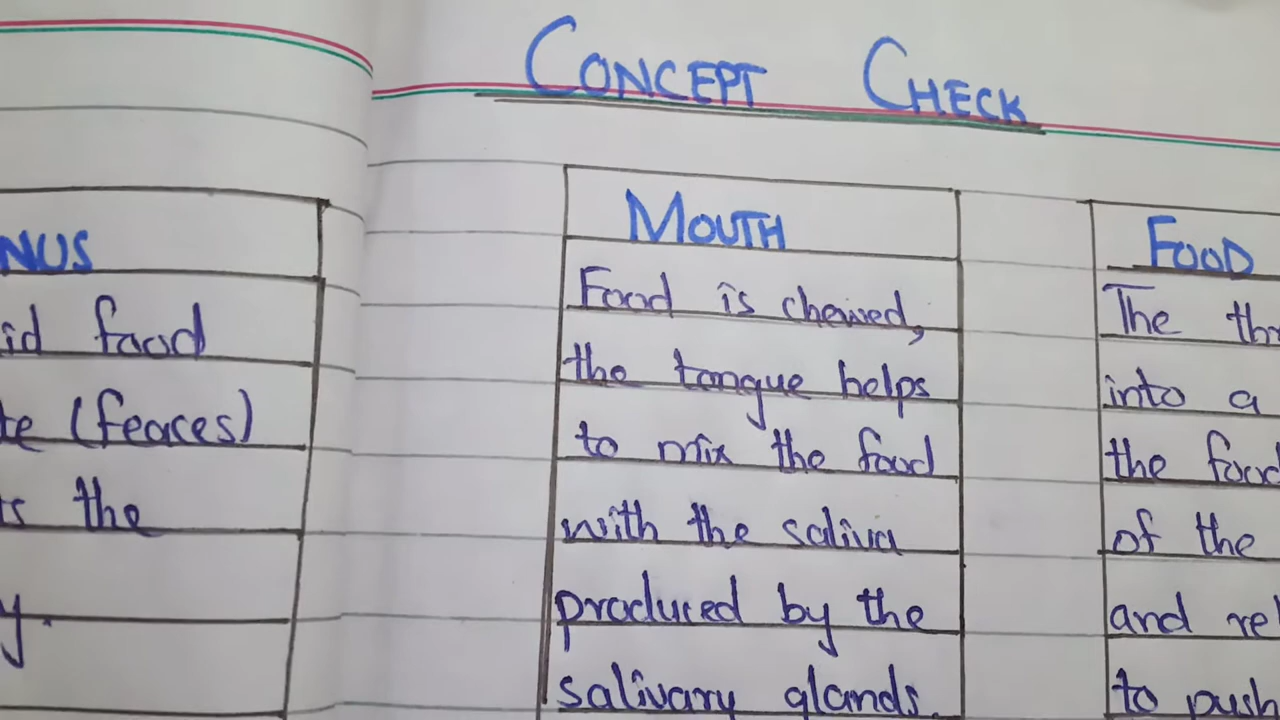 CONCEPT CHECK
NUS
id food
te (feaces)
ts the
y.
MOUTH
Food is chewed,
the tongue helps
to mix the food
with the saliva
produced by the
salivary glands.
FOOD
The th
into a
the food
of the
and rel
to push